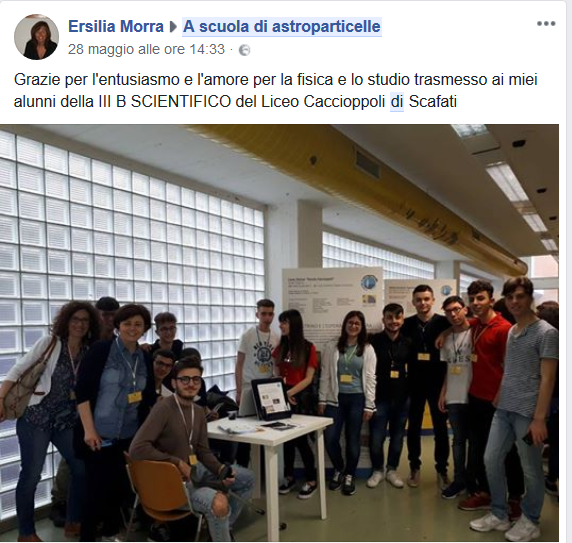 Ersilia Morra ▸ A scuola di astroparticelle
28 maggio alle ore 14:33 ·
Grazie per l'entusiasmo e l'amore per la fisica e lo studio trasmesso ai miei
alunni della III B SCIENTIFICO del Liceo Caccioppoli di Scafati